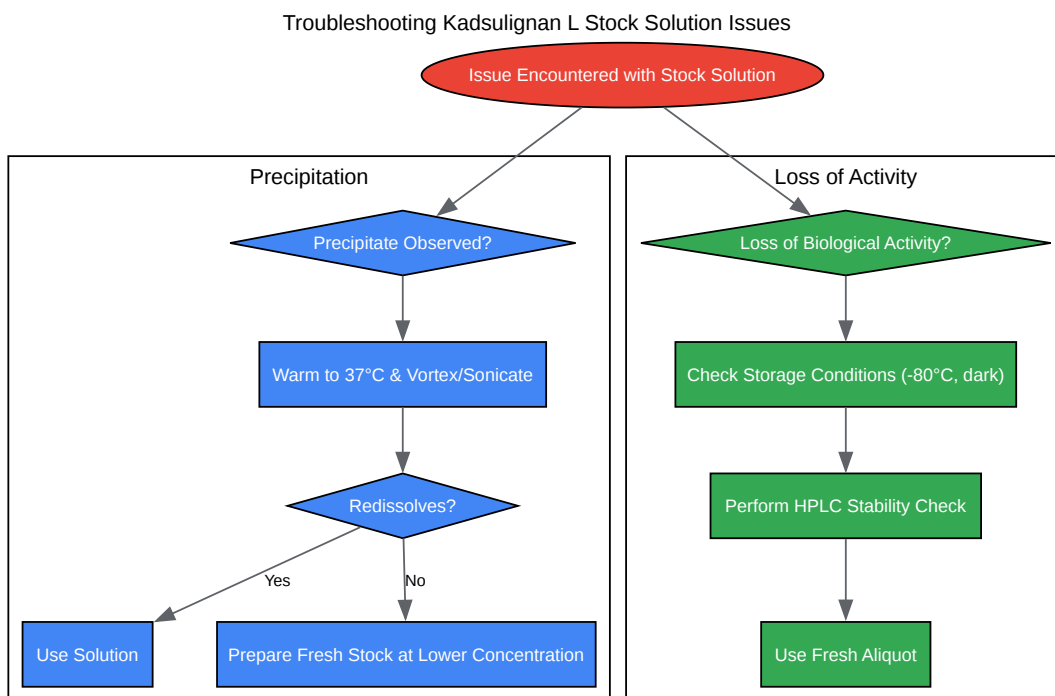 Troubleshooting Kadsulignan L Stock Solution Issues
Issue Encountered with Stock Solution
Precipitation
Precipitate Observed?
Warm to 37°C & Vortex/Sonicate
Redissolves?
Yes
No
Use Solution
Prepare Fresh Stock at Lower Concentration
Loss of Activity
Loss of Biological Activity?
Check Storage Conditions (-80°C, dark)
Perform HPLC Stability Check
Use Fresh Aliquot